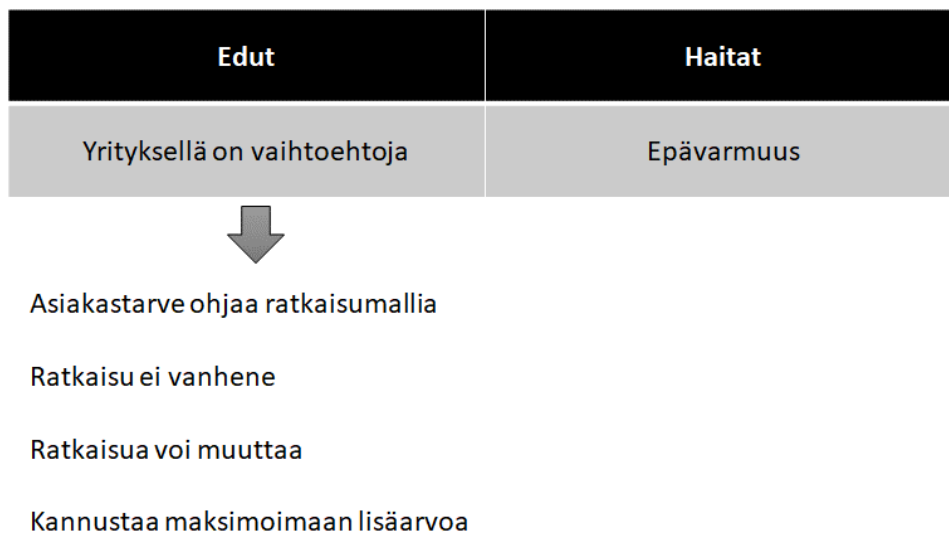 Edut
Haitat
Yrityksellä on vaihtoehtoja
Epävarmuus
Asiakastarve ohjaa ratkaisumallia
Ratkaisu ei vanhene
Ratkaisua voi muuttaa
Kannustaa maksimoimaan lisäarvoa